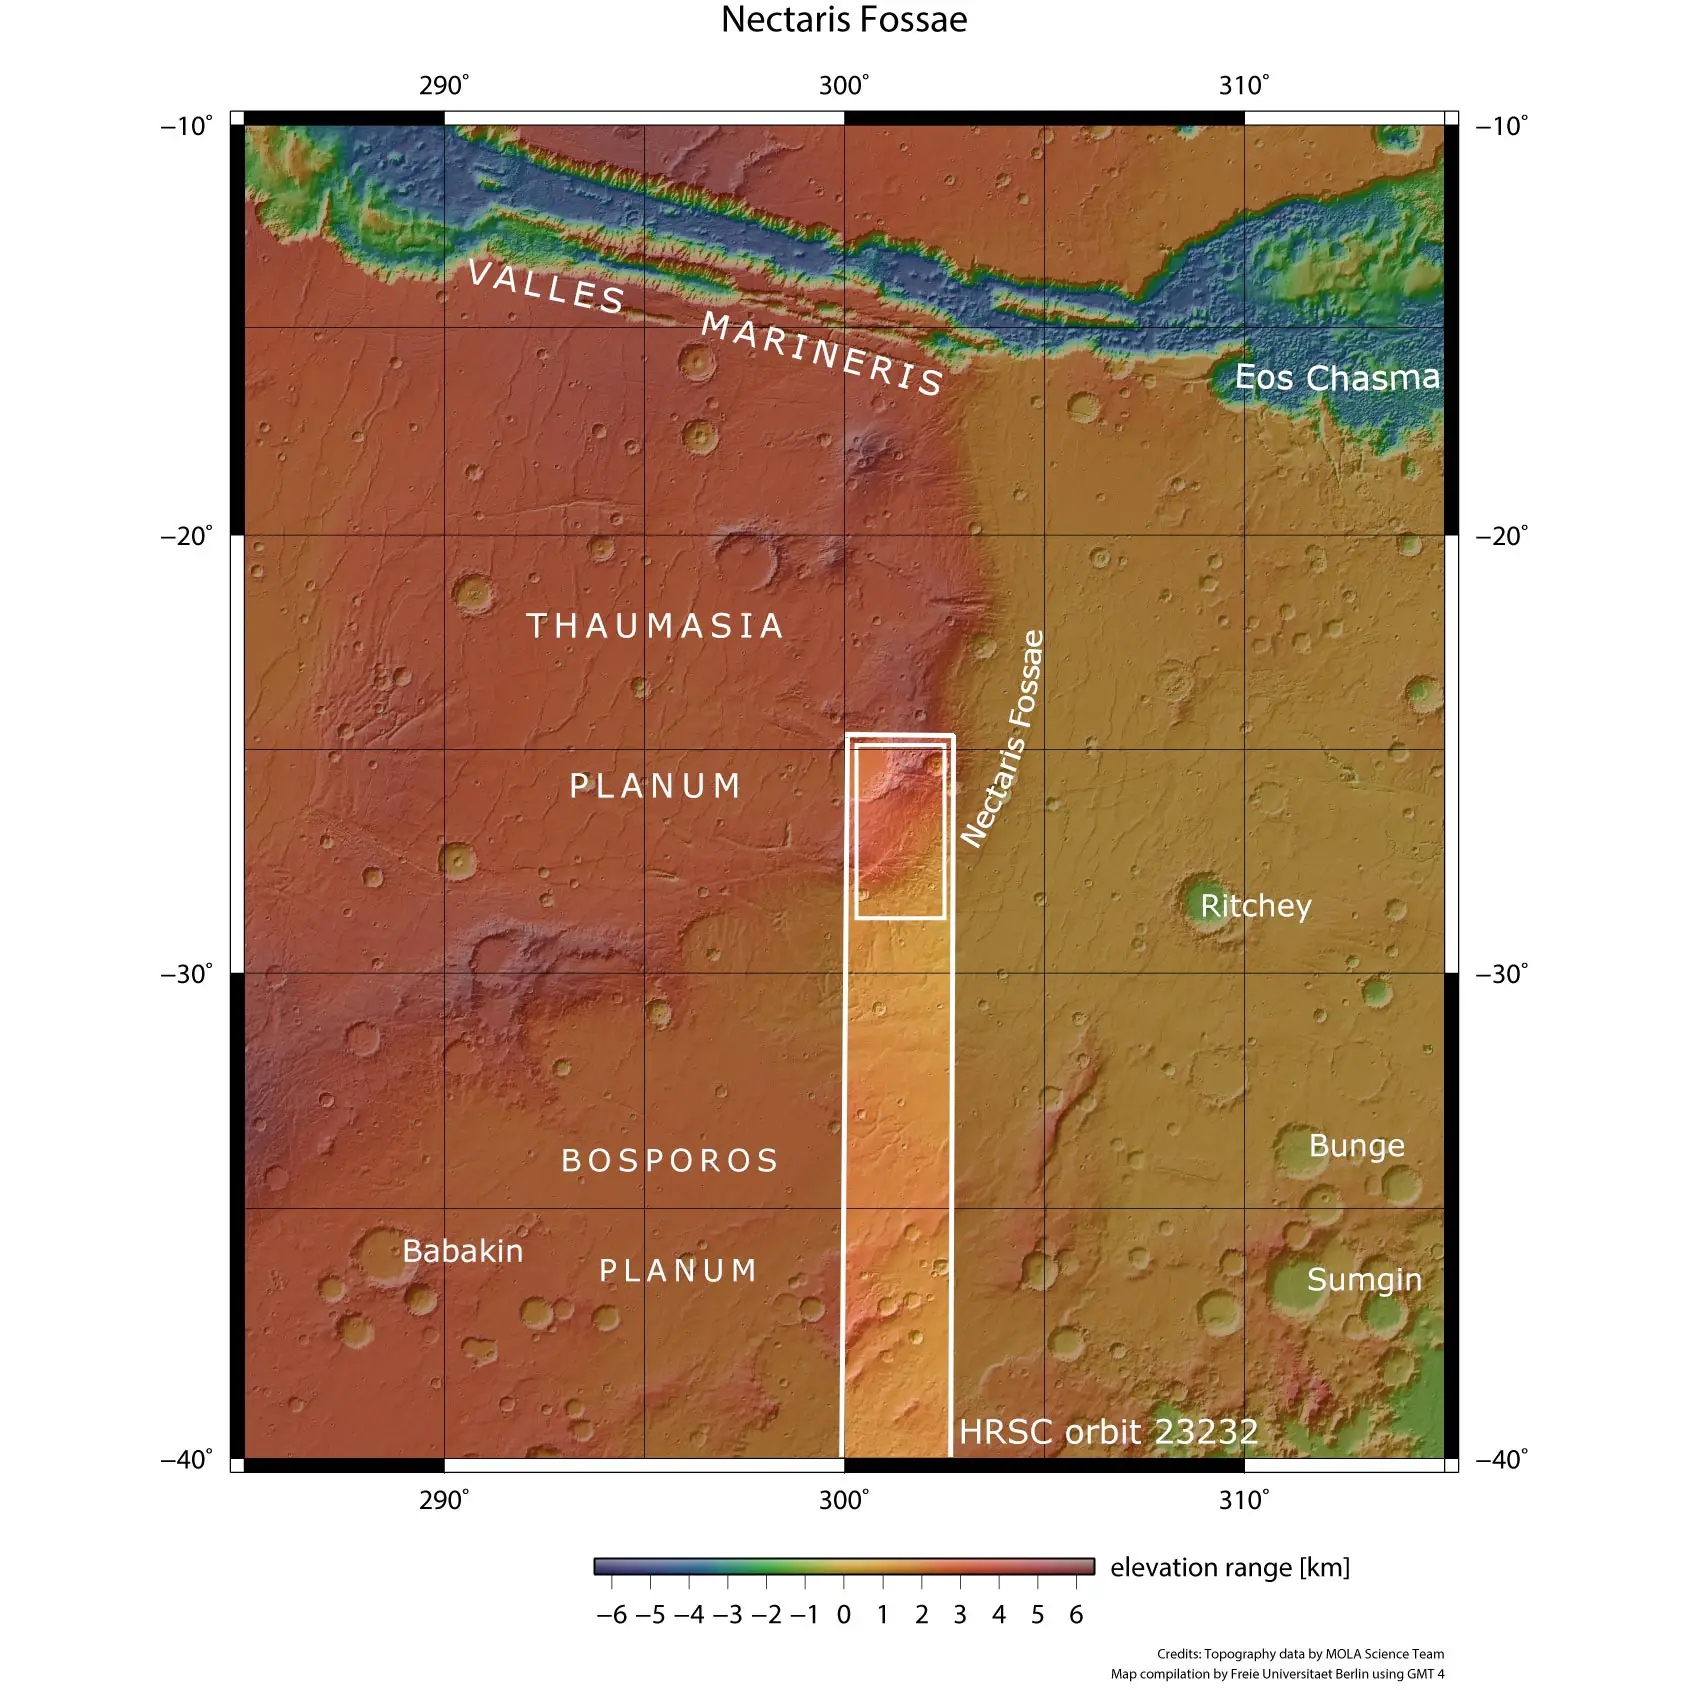 Nectaris Fossae
290° 300° 310°
−10° −10°
VALLES
MARINERIS
Eos Chasma
−20° −20°
THAUMASIA
Nectaris Fossae
PLANUM
Ritchey
−30° −30°
Bunge
BOSPOROS
Babakin
PLANUM
Sumgin
HRSC orbit 23232
−40° −40°
290° 300° 310°
elevation range [km]
−6 −5 −4 −3 −2 −1 0 1 2 3 4 5 6
Credits: Topography data by MOLA Science Team
Map compilation by Freie Universitaet Berlin using GMT 4